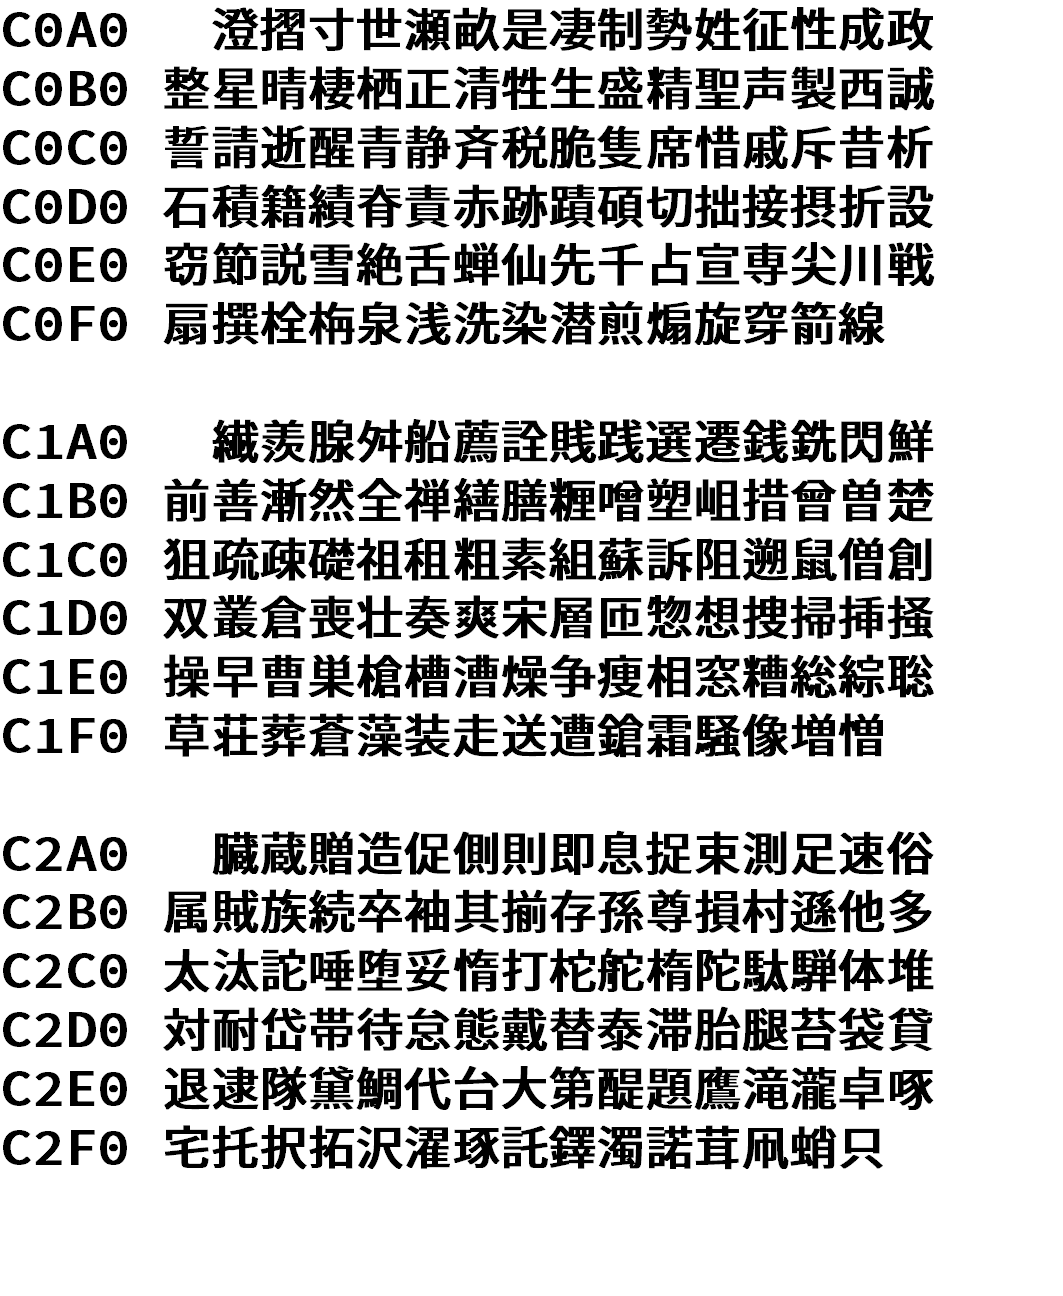 C0A0 澄摺寸世瀬畝是凄制勢姓征性成政
C0B0 整星晴棲栖正清牲生盛精聖声製西誠
C0C0 誓請逝醒青静斉税脆隻席惜戚斥昔析
C0D0 石積籍績脊責赤跡蹟碩切拙接摂折設
C0E0 窃節説雪絶舌蝉仙先千占宣専尖川戦
C0F0 扇撰栓栴泉浅洗染潜煎煽旋穿箭線

C1A0 繊羨腺舛船薦詮賎践選遷銭銑閃鮮
C1B0 前善漸然全禅繕膳糎噌塑岨措曾曽楚
C1C0 狙疏疎礎祖租粗素組蘇訴阻遡鼠僧創
C1D0 双叢倉喪壮奏爽宋層匝惣想捜掃挿掻
C1E0 操早曹巣槍槽漕燥争痩相窓糟総綜聡
C1F0 草荘葬蒼藻装走送遭鎗霜騒像増憎

C2A0 臓蔵贈造促側則即息捉束測足速俗
C2B0 属賊族続卒袖其揃存孫尊損村遜他多
C2C0 太汰詑唾堕妥惰打柁舵楕陀駄騨体堆
C2D0 対耐岱帯待怠態戴替泰滞胎腿苔袋貸
C2E0 退逮隊黛鯛代台大第醍題鷹滝瀧卓啄
C2F0 宅托択拓沢濯琢託鐸濁諾茸凧蛸只